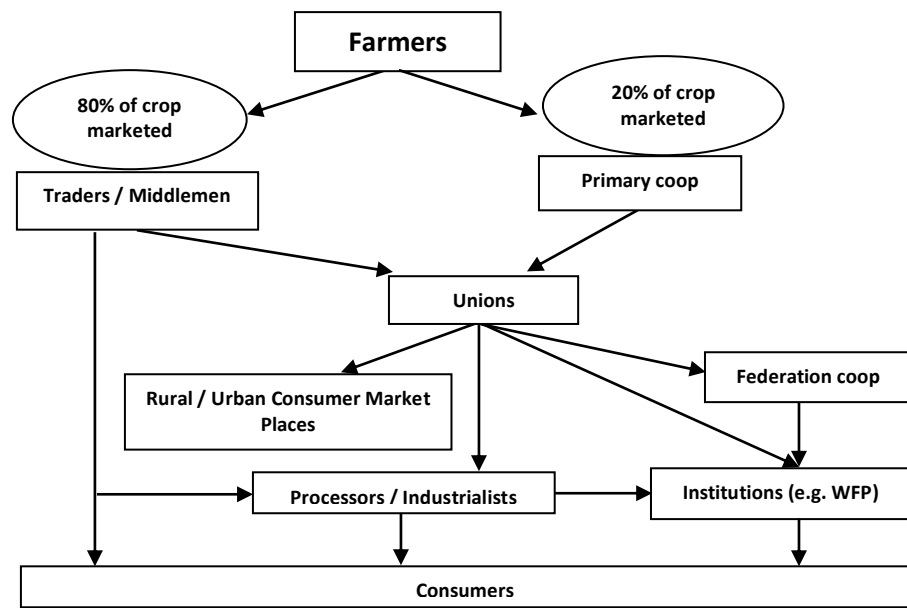 Farmers
80% of crop
marketed
20% of crop
marketed
Traders / Middlemen
Primary coop
Unions
Rural / Urban Consumer Market
Places
Federation coop
Processors / Industrialists
Institutions (e.g. WFP)
Consumers